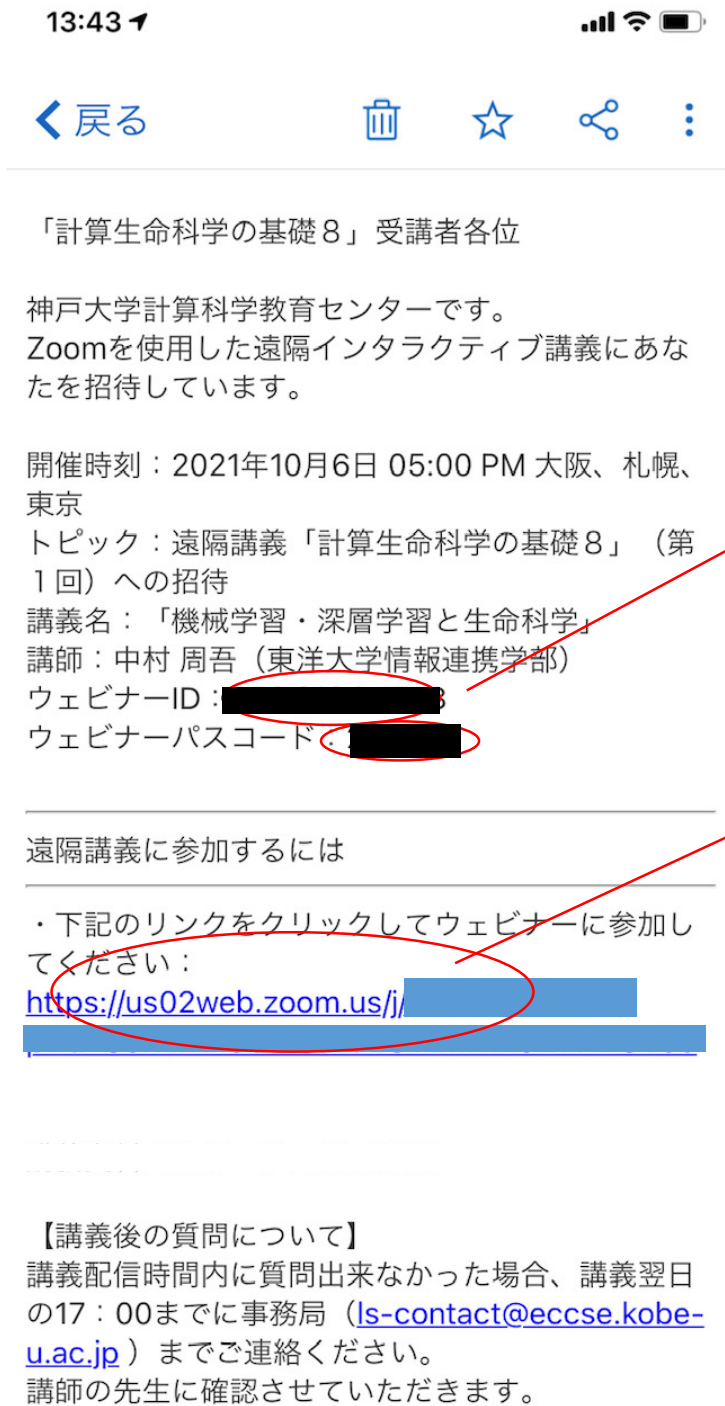 13:43
戻る
「計算生命科学の基礎８」受講者各位
神戸大学計算科学教育センターです。
Zoomを使用した遠隔インタラクティブ講義にあな
たを招待しています。
開催時刻：2021年10月6日 05:00 PM 大阪、札幌、
東京
トピック：遠隔講義「計算生命科学の基礎８」（第
１回）への招待
講義名：「機械学習・深層学習と生命科学」
講師：中村 周吾（東洋大学情報連携学部）
ウェビナーID：
ウェビナーパスコード：
遠隔講義に参加するには
・下記のリンクをクリックしてウェビナーに参加し
てください：
https://us02web.zoom.us/j/
【講義後の質問について】
講義配信時間内に質問出来なかった場合、講義翌日
の17：00までに事務局（ls-contact@eccse.kobe-
u.ac.jp ）までご連絡ください。
講師の先生に確認させていただきます。